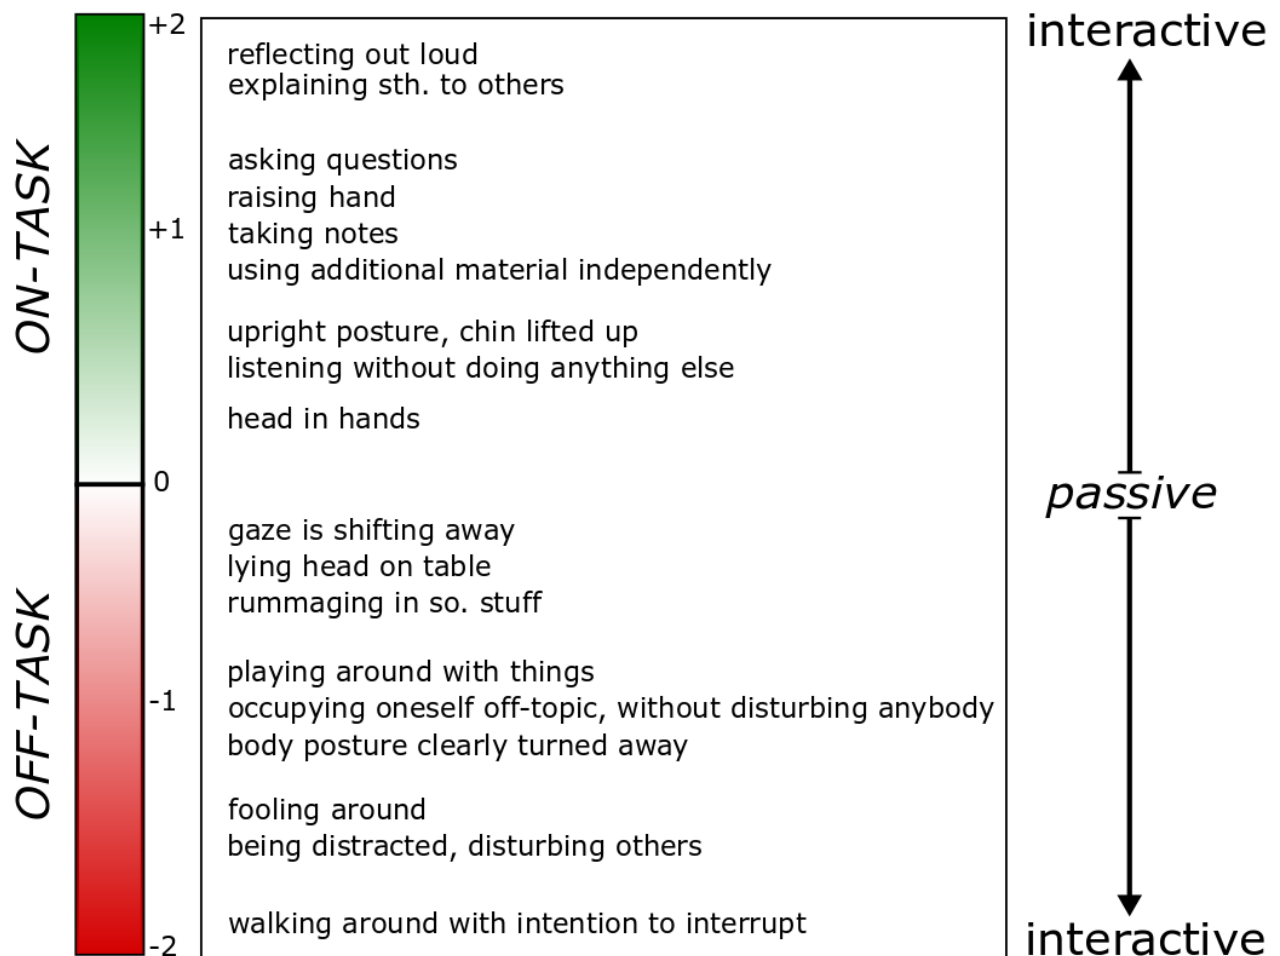 +2
reflecting out loud
explaining sth. to others
interactive
ON-TASK
asking questions
raising hand
+1
taking notes
using additional material independently
upright posture, chin lifted up
listening without doing anything else
head in hands
0
passive
OFF-TASK
gaze is shifting away
lying head on table
rummaging in so. stuff
playing around with things
-1
occupying oneself off-topic, without disturbing anybody
body posture clearly turned away
fooling around
being distracted, disturbing others
walking around with intention to interrupt
-2
interactive